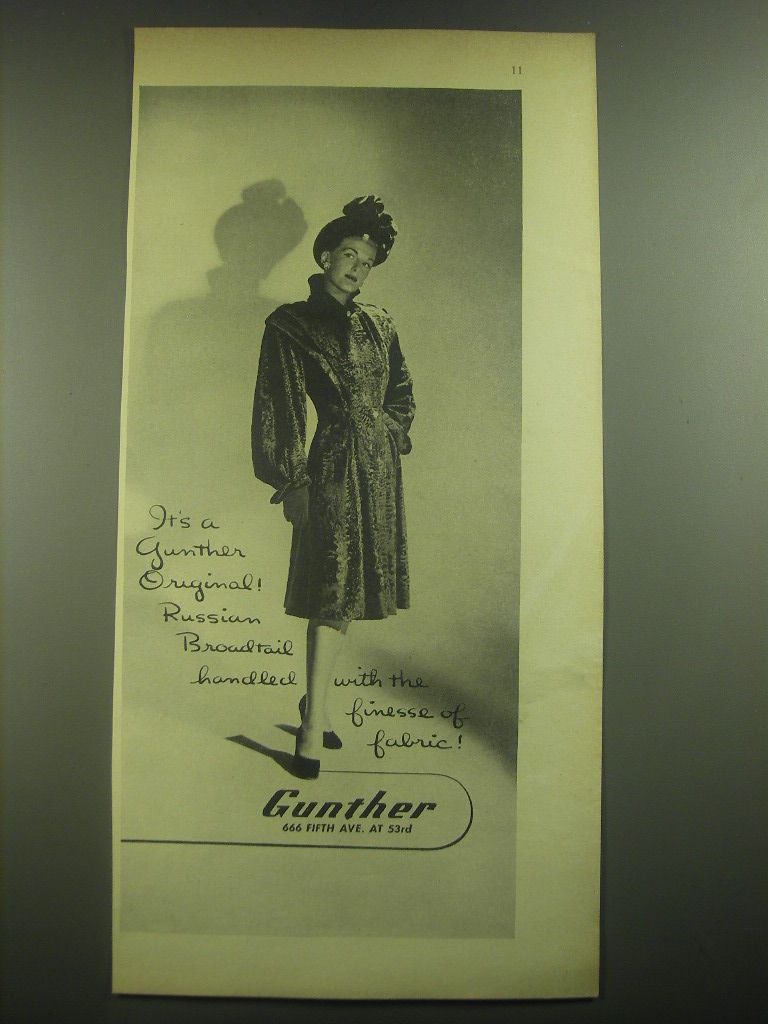 11
It's a
Gunther
Original!
Russian
Broadtail
handled with the
finesse of
fabric!
Gunther
666 FIFTH AVE. AT 53rd